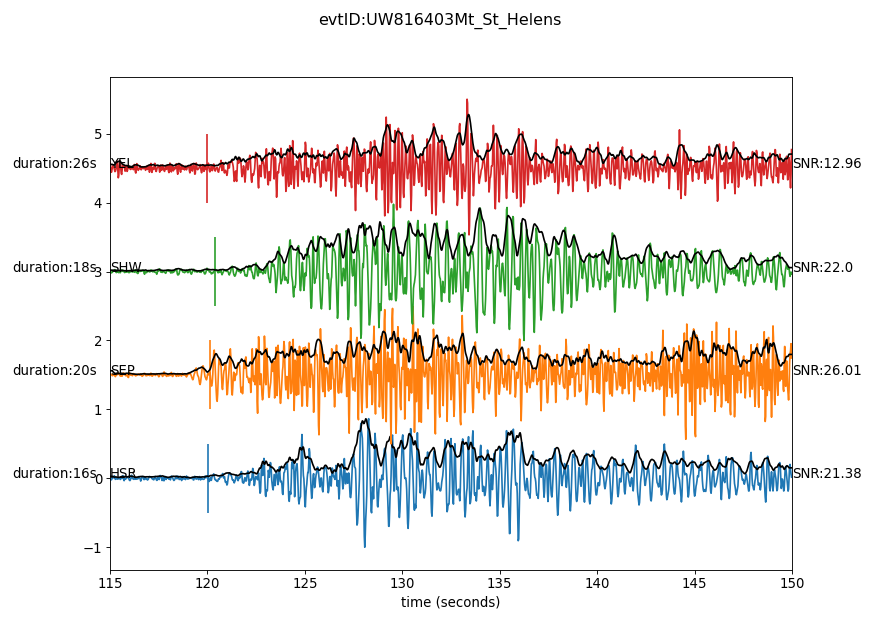 evtID:UW816403Mt_St_Helens
5
duration:26s YEL SNR:12.96
4
duration:18s SHW SNR:22.0
3
2
duration:20s SEP SNR:26.01
1
duration:16s HSR SNR:21.38
0
−1
115 120 125 130 135 140 145 150
time (seconds)